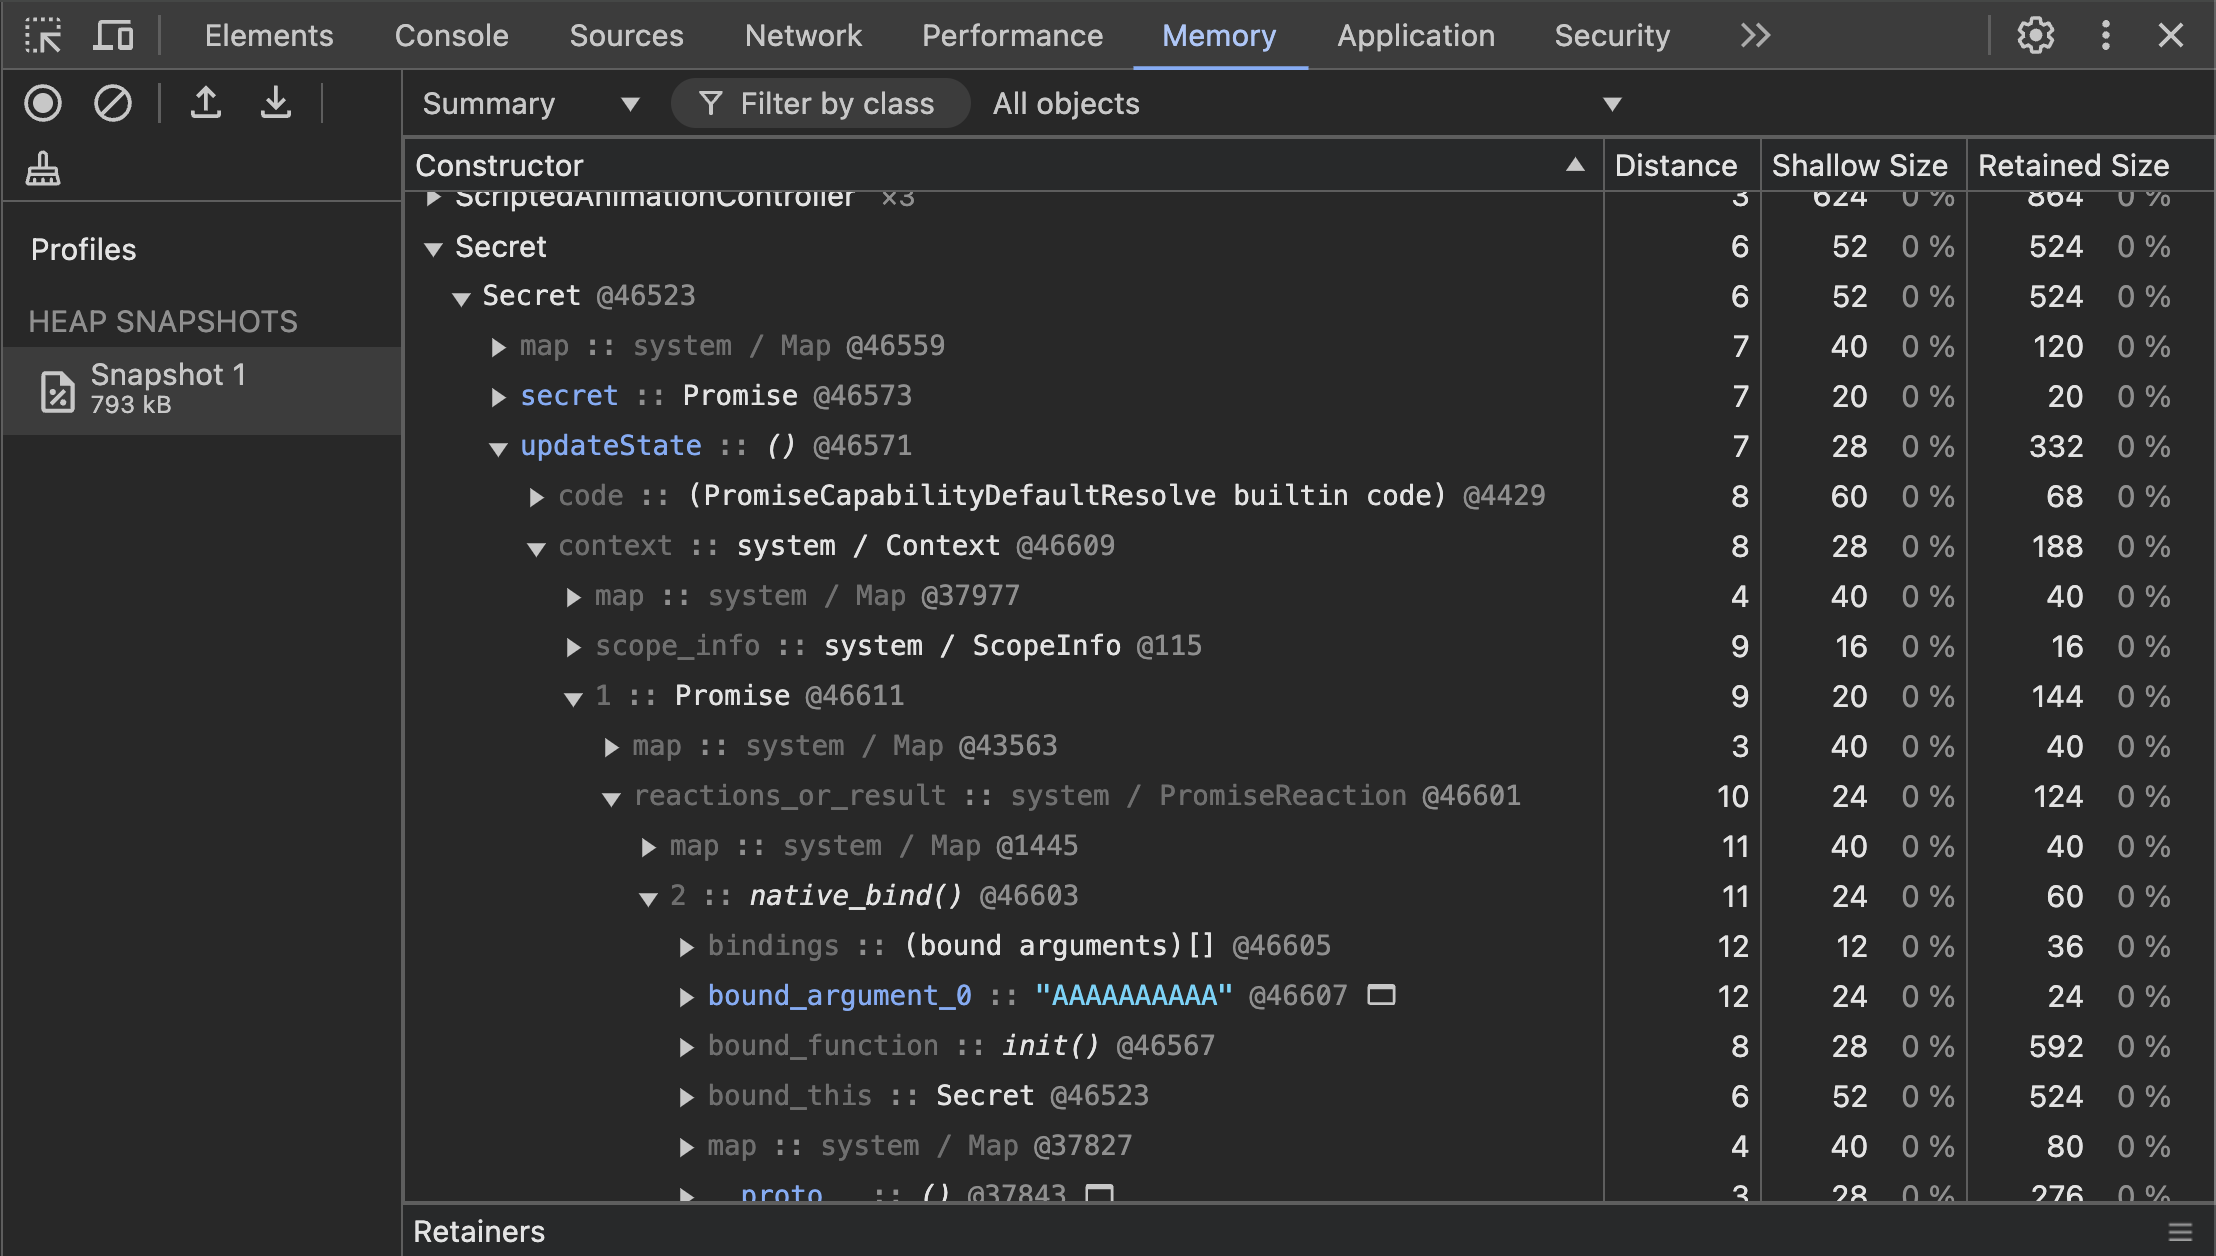 Elements Console Sources Network Performance Memory Application Security
Summary Filter by class All objects
Profiles
HEAP SNAPSHOTS
Snapshot 1
793 kB
Constructor Distance Shallow Size Retained Size
ScriptedAnimationController ×3 3 624 0 % 864 0 %
Secret 6 52 0 % 524 0 %
Secret @46523 6 52 0 % 524 0 %
map :: system / Map @46559 7 40 0 % 120 0 %
secret :: Promise @46573 7 20 0 % 20 0 %
updateState :: () @46571 7 28 0 % 332 0 %
code :: (PromiseCapabilityDefaultResolve builtin code) @4429 8 60 0 % 68 0 %
context :: system / Context @46609 8 28 0 % 188 0 %
map :: system / Map @37977 4 40 0 % 40 0 %
scope_info :: system / ScopeInfo @115 9 16 0 % 16 0 %
1 :: Promise @46611 9 20 0 % 144 0 %
map :: system / Map @43563 3 40 0 % 40 0 %
reactions_or_result :: system / PromiseReaction @46601 10 24 0 % 124 0 %
map :: system / Map @1445 11 40 0 % 40 0 %
2 :: native_bind() @46603 11 24 0 % 60 0 %
bindings :: (bound arguments)[] @46605 12 12 0 % 36 0 %
bound_argument_0 :: "AAAAAAAAAA" @46607 12 24 0 % 24 0 %
bound_function :: init() @46567 8 28 0 % 592 0 %
bound_this :: Secret @46523 6 52 0 % 524 0 %
map :: system / Map @37827 4 40 0 % 80 0 %
__proto__ :: () @37843 3 28 0 % 276 0 %
Retainers